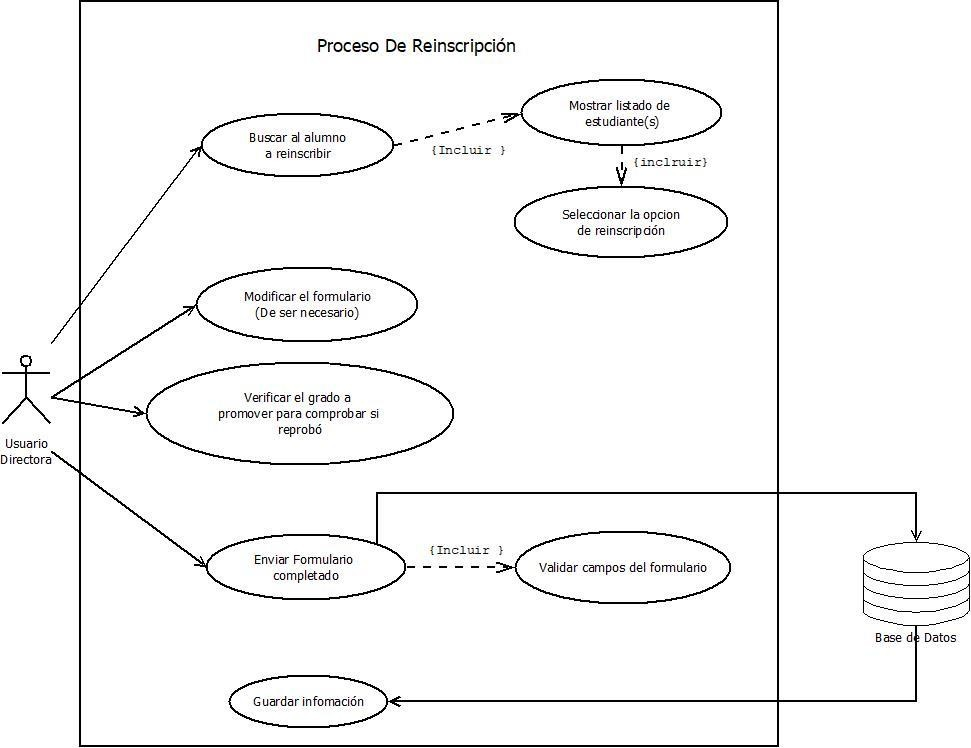 Proceso De Reinscripción
Mostrar listado de
estudiante(s)
Buscar al alumno
a reinscribir
{Incluir }
{inclruir}
Seleccionar la opcion
de reinscripción
Modificar el formulario
(De ser necesario)
Verificar el grado a
promover para comprobar si
reprobó
Usuario
Directora
Enviar Formulario
completado
{Incluir }
Validar campos del formulario
Base de Datos
Guardar infomación